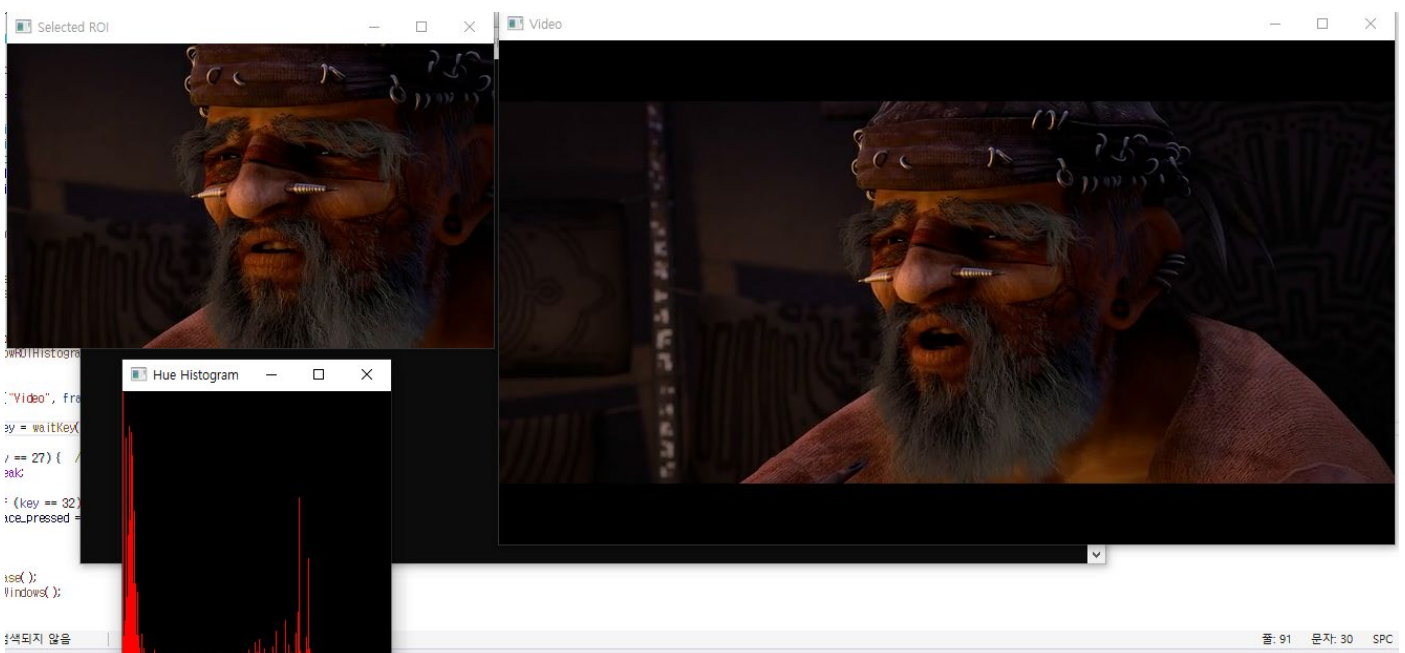 Selected ROI
Video
owROIHistogra
Hue Histogram
("Video", fra
ey = waitKey(
y == 27) { /
eak;
f (key == 32)
ace_pressed =
ase();
Windows();
검색되지 않음
줄: 91 문자: 30 SPC